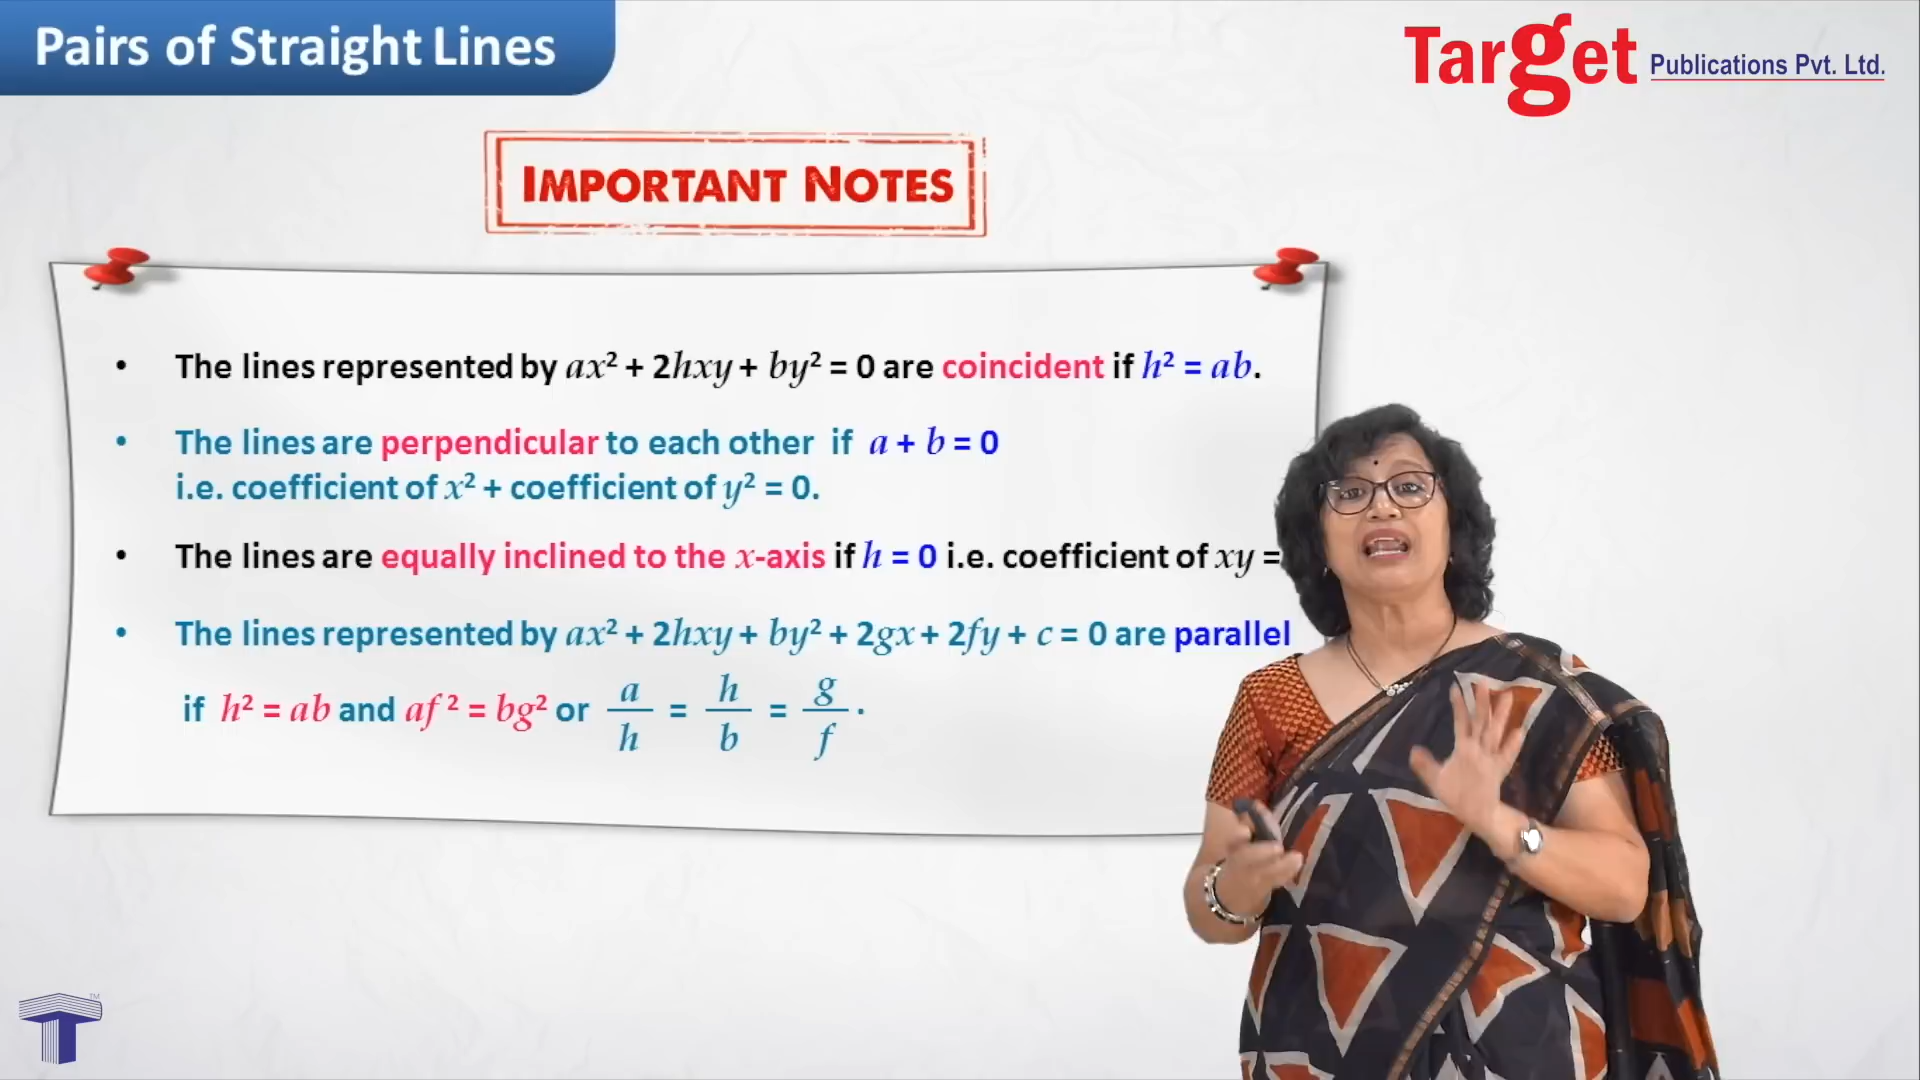 Pairs of Straight Lines
Target Publications Pvt. Ltd.
IMPORTANT NOTES
• The lines represented by ax² + 2hxy + by² = 0 are coincident if h² = ab.
• The lines are perpendicular to each other if a + b = 0
i.e. coefficient of x² + coefficient of y² = 0.
• The lines are equally inclined to the x-axis if h = 0 i.e. coefficient of xy =
• The lines represented by ax² + 2hxy + by² + 2gx + 2fy + c = 0 are parallel
if h² = ab and af² = bg² or a/h = h/b = g/f .
T
TM